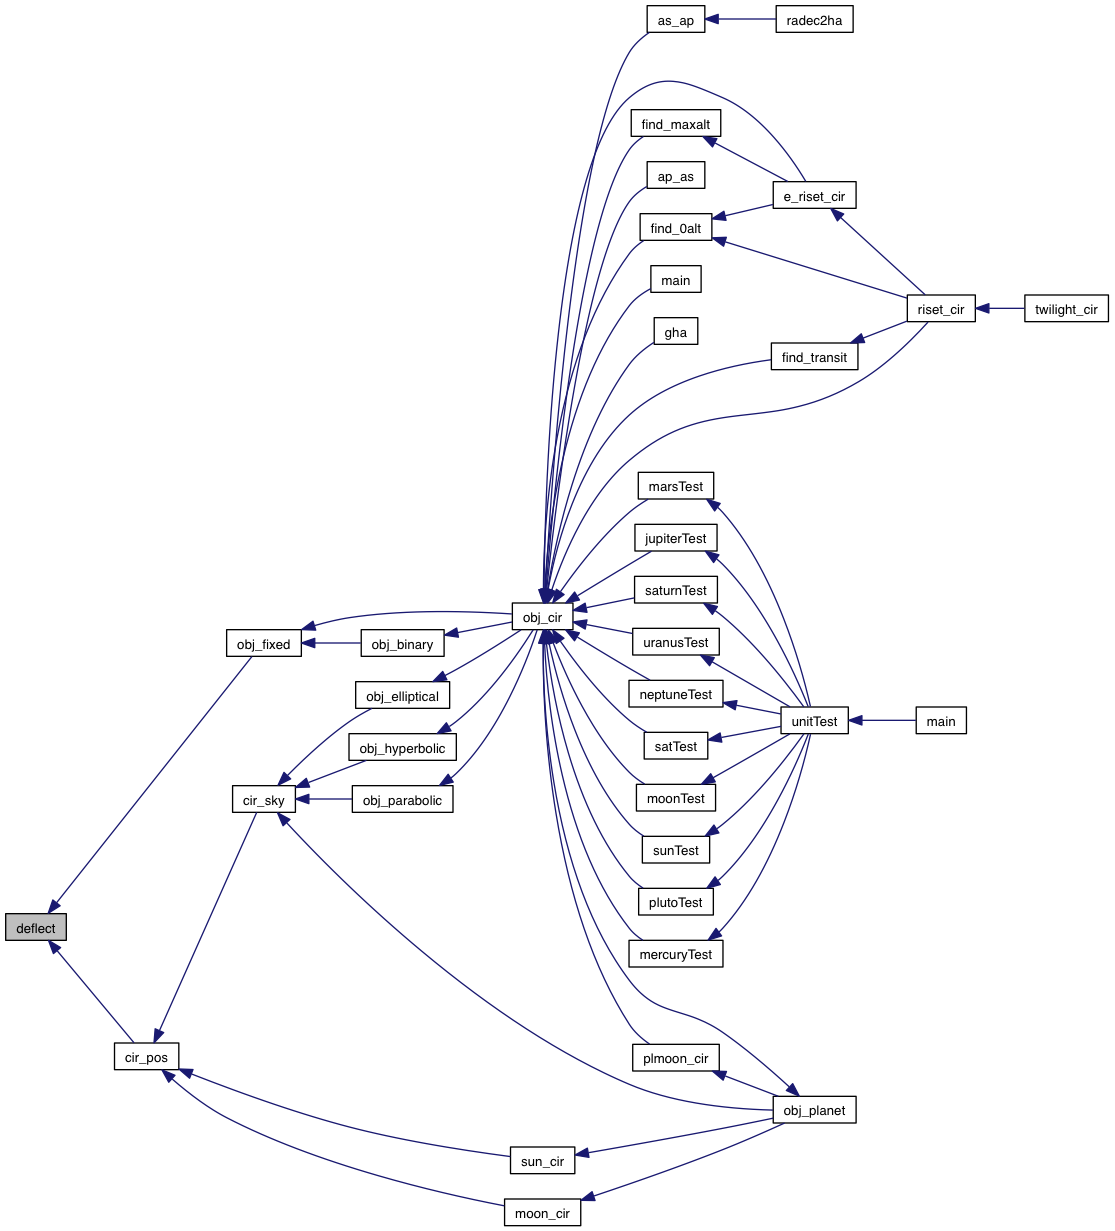 as_ap
radec2ha
find_maxalt
ap_as
e_riset_cir
find_0alt
main
riset_cir
twilight_cir
gha
find_transit
marsTest
jupiterTest
saturnTest
obj_cir
uranusTest
obj_fixed
obj_binary
obj_elliptical
neptuneTest
unitTest
main
obj_hyperbolic
satTest
cir_sky
obj_parabolic
moonTest
sunTest
plutoTest
deflect
mercuryTest
cir_pos
plmoon_cir
obj_planet
sun_cir
moon_cir